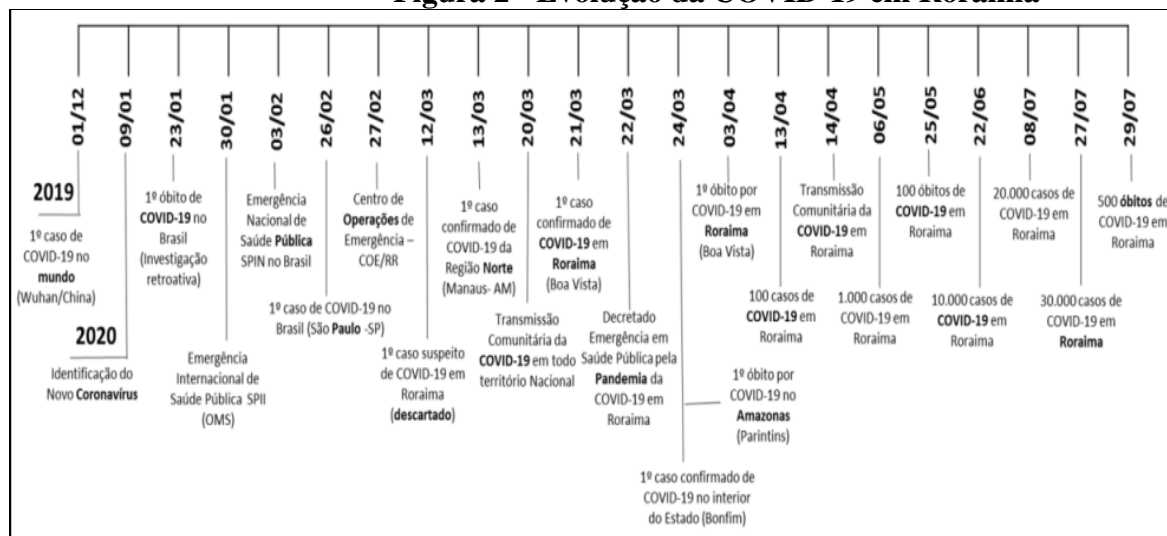 Figura 2 - Evolução da COVID-19 em Roraima
01/12
09/01
23/01
30/01
03/02
26/02
27/02
12/03
13/03
20/03
21/03
22/03
24/03
03/04
13/04
14/04
06/05
25/05
22/06
08/07
27/07
29/07
2019
1º caso de
COVID-19 no
mundo
(Wuhan/China)
2020
Identificação do
Novo Coronavírus
1º óbito de
COVID-19 no
Brasil
(Investigação
retroativa)
Emergência
Internacional de
Saúde Pública SPII
(OMS)
Emergência
Nacional de
Saúde Pública
SPIN no Brasil
1º caso de COVID-19 no
Brasil (São Paulo -SP)
Centro de
Operações de
Emergência –
COE/RR
1º caso suspeito
de COVID-19 em
Roraima
(descartado)
1º caso
confirmado de
COVID-19 da
Região Norte
(Manaus- AM)
Transmissão
Comunitária da
COVID-19 em todo
território Nacional
1º caso
confirmado de
COVID-19 em
Roraima
(Boa Vista)
Decretado
Emergência em
Saúde Pública pela
Pandemia da
COVID-19 em
Roraima
1º óbito por
COVID-19 no
Amazonas
(Parintins)
1º caso confirmado de
COVID-19 no interior
do Estado (Bonfim)
1º óbito por
COVID-19 em
Roraima
(Boa Vista)
100 casos de
COVID-19 em
Roraima
Transmissão
Comunitária da
COVID-19 em
Roraima
1.000 casos de
COVID-19 em
Roraima
100 óbitos de
COVID-19 em
Roraima
10.000 casos de
COVID-19 em
Roraima
20.000 casos de
COVID-19 em
Roraima
30.000 casos de
COVID-19 em
Roraima
500 óbitos de
COVID-19 em
Roraima